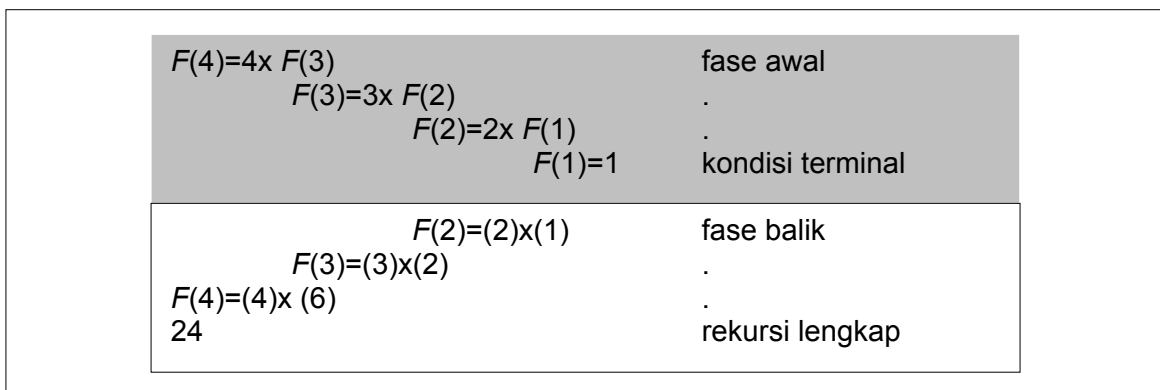 F(4)=4x F(3) fase awal
F(3)=3x F(2) .
F(2)=2x F(1) .
F(1)=1 kondisi terminal
F(2)=(2)x(1) fase balik
F(3)=(3)x(2) .
F(4)=(4)x (6) .
24 rekursi lengkap